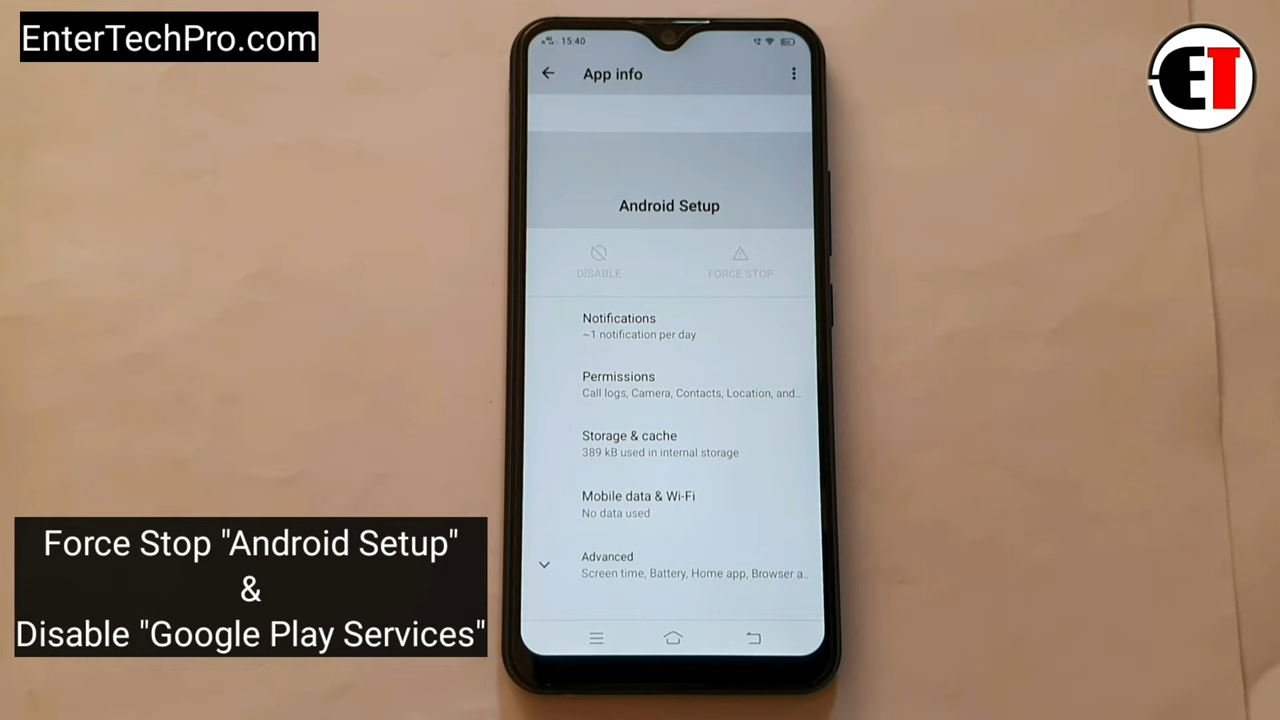 EnterTechPro.com
ET
15:40
App info
Android Setup
DISABLE
FORCE STOP
Notifications
~1 notification per day
Permissions
Call logs, Camera, Contacts, Location, and...
Storage & cache
389 kB used in internal storage
Mobile data & Wi-Fi
No data used
Advanced
Screen time, Battery, Home app, Browser a..
Force Stop "Android Setup"
&
Disable "Google Play Services"